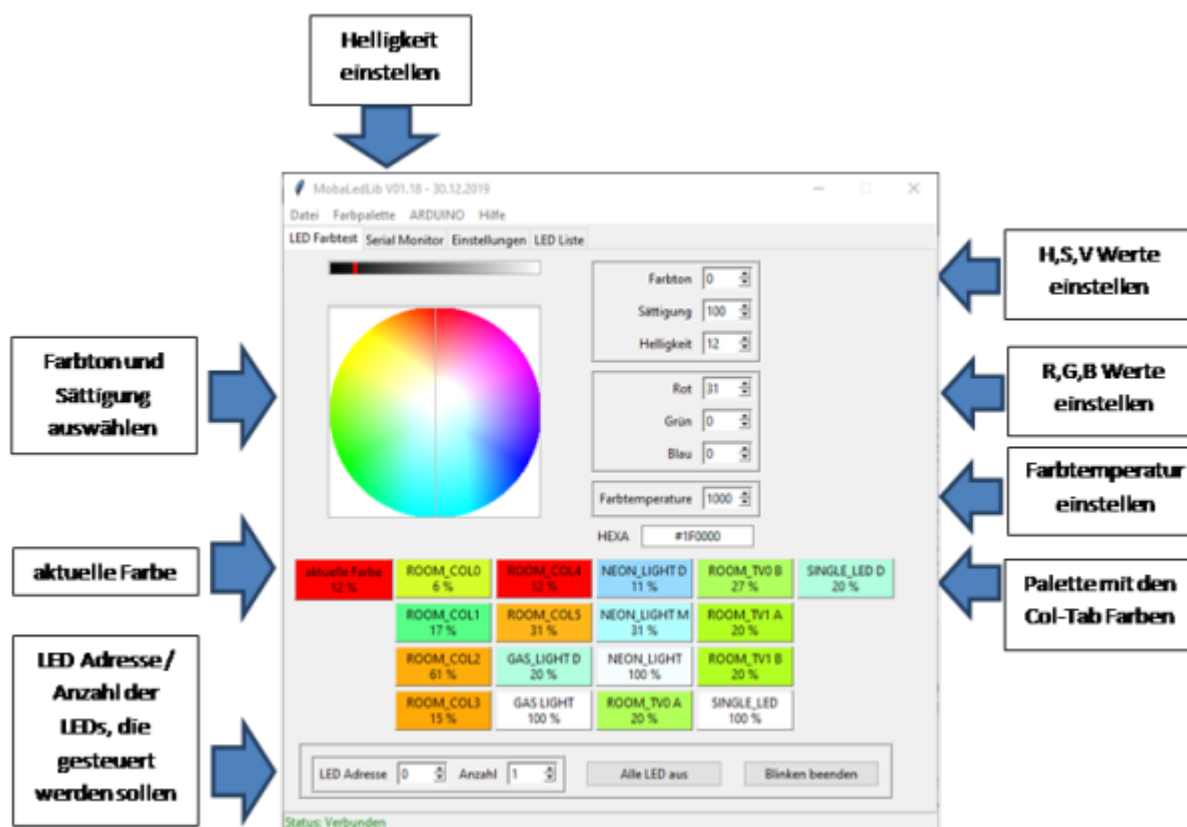 Helligkeit
einstellen
MobaLedLib V01.18 - 30.12.2019
Datei Farbpalette ARDUINO Hilfe
LED Farbtest Serial Monitor Einstellungen LED Liste
Farbton 0
Sättigung 100
Helligkeit 12
H,S,V Werte
einstellen
Farbton und
Sättigung
auswählen
Rot 31
Grün 0
Blau 0
R,G,B Werte
einstellen
Farbtemperature 1000
Farbtemperatur
einstellen
HEXA #1F0000
aktuelle Farbe
aktuelle Farbe ROOM_COL0 ROOM_COL4 NEON_LIGHT D ROOM_TV0 B SINGLE_LED D
12 % 6 % 12 % 11 % 27 % 20 %
ROOM_COL1 ROOM_COL5 NEON_LIGHT M ROOM_TV1 A
17 % 31 % 31 % 20 %
ROOM_COL2 GAS_LIGHT D NEON_LIGHT ROOM_TV1 B
61 % 20 % 100 % 20 %
ROOM_COL3 GAS LIGHT ROOM_TV0 A SINGLE_LED
15 % 100 % 20 % 100 %
Palette mit den
Col-Tab Farben
LED Adresse /
Anzahl der
LEDs, die
gesteuert
werden sollen
LED Adresse 0 Anzahl 1 Alle LED aus Blinken beenden
Status: Verbunden